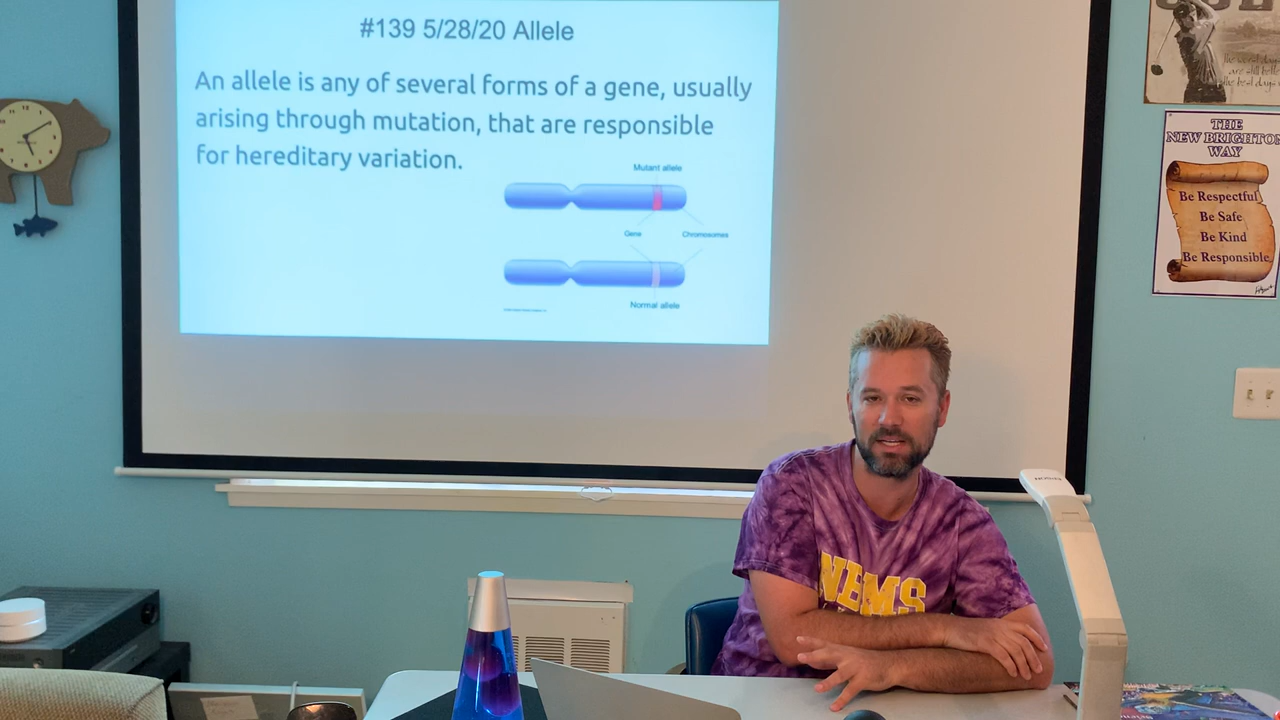 #139 5/28/20 Allele
An allele is any of several forms of a gene, usually
arising through mutation, that are responsible
for hereditary variation.
Mutant allele
Gene
Chromosomes
Normal allele
THE
NEW BRIGHTO
WAY
Be Respectful
Be Safe
Be Kind
Be Responsible
NBMS